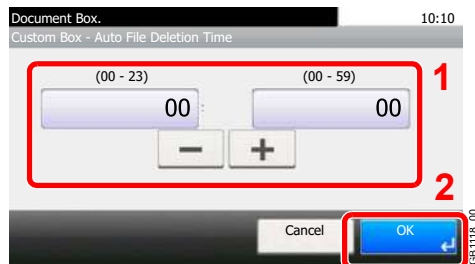 Document Box. 10:10
Custom Box - Auto File Deletion Time
(00 - 23) (00 - 59) 1
00 : 00
− +
2
Cancel OK